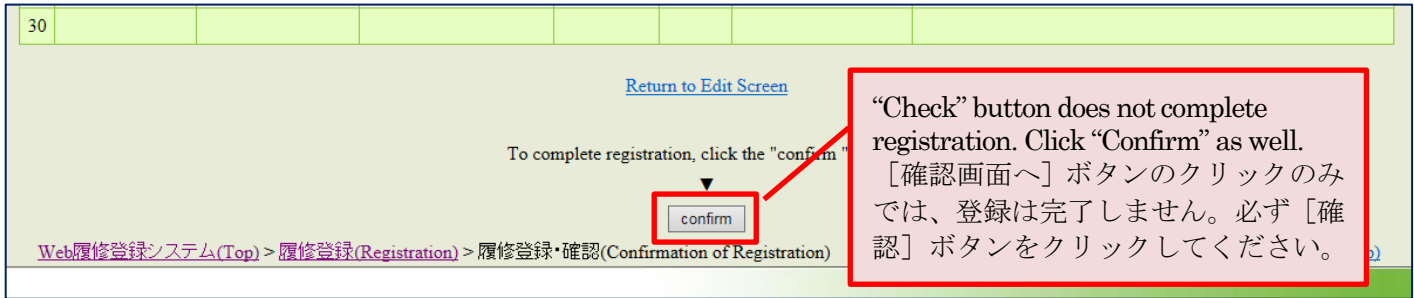 30
Return to Edit Screen
To complete registration, click the "confirm "
▼
confirm
“Check” button does not complete
registration. Click “Confirm” as well.
［確認画面へ］ボタンのクリックのみ
では、登録は完了しません。必ず［確
認］ボタンをクリックしてください。
Web履修登録システム(Top) > 履修登録(Registration) > 履修登録・確認(Confirmation of Registration)